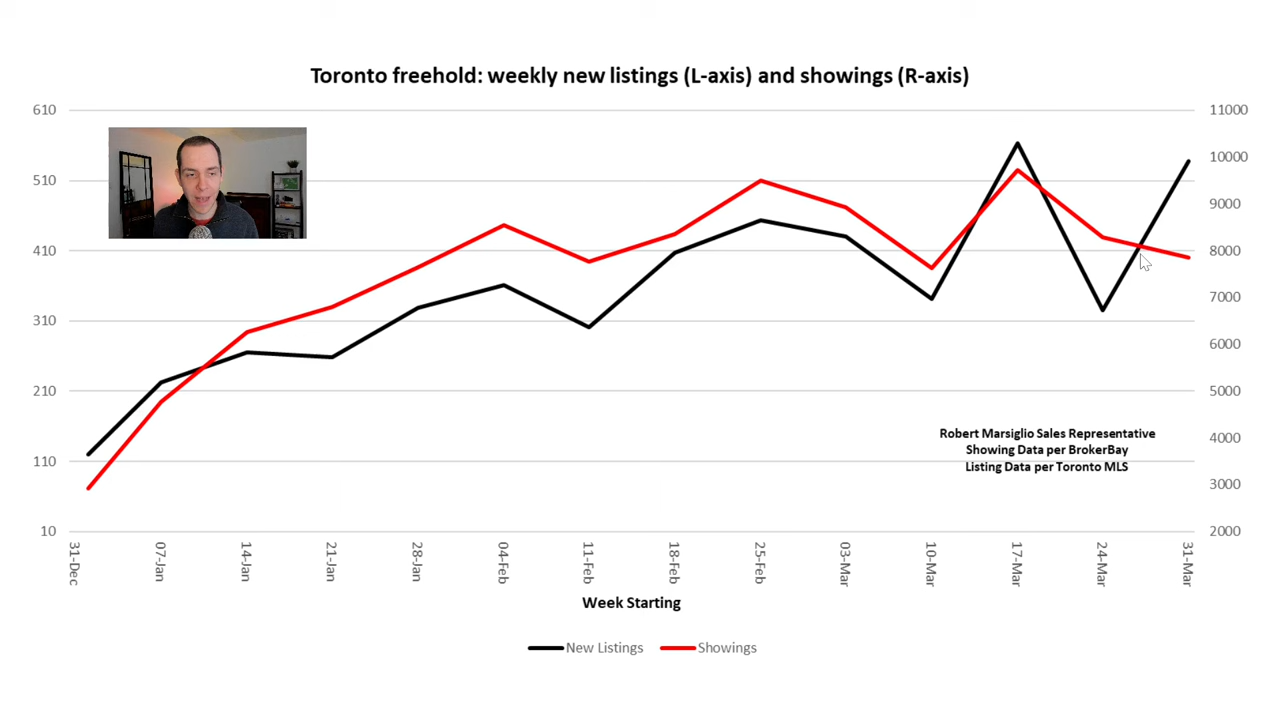 Toronto freehold: weekly new listings (L-axis) and showings (R-axis)
610
510
410
310
210
110
10
11000
10000
9000
8000
7000
6000
5000
4000
3000
2000
Robert Marsiglio Sales Representative
Showing Data per BrokerBay
Listing Data per Toronto MLS
31-Dec
07-Jan
14-Jan
21-Jan
28-Jan
04-Feb
11-Feb
18-Feb
25-Feb
03-Mar
10-Mar
17-Mar
24-Mar
31-Mar
Week Starting
New Listings
Showings